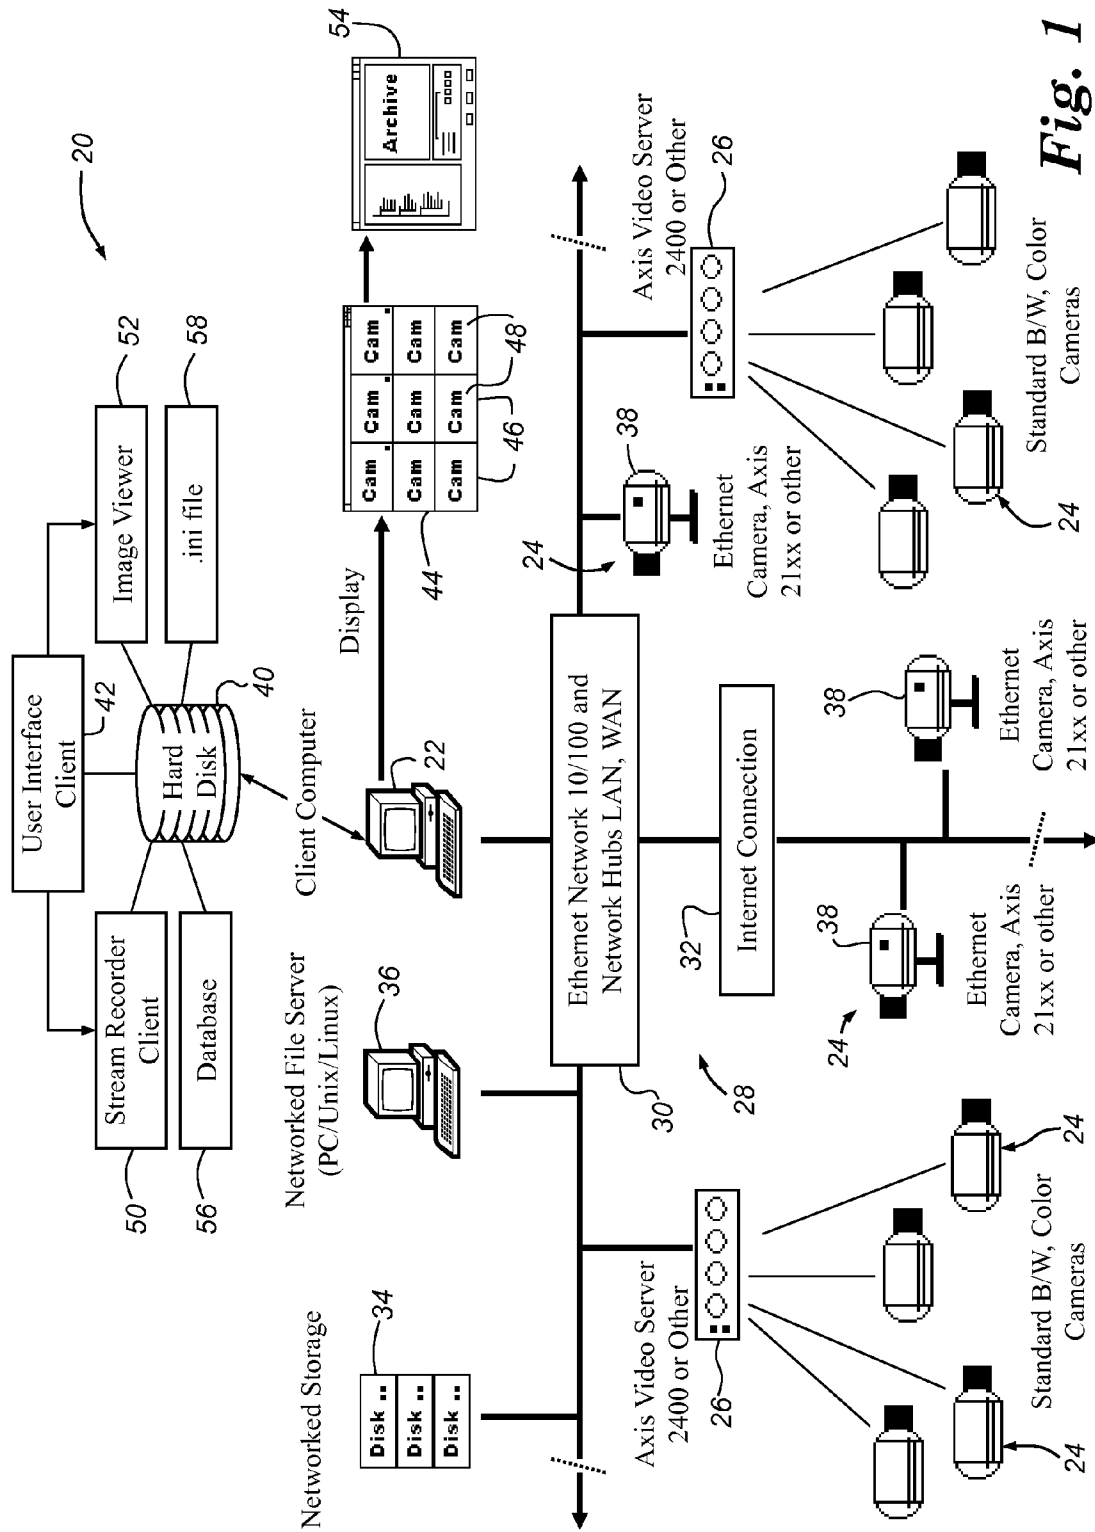 20
User Interface
Client
42
Stream Recorder
Client
50
Database
56
Hard
Disk
40
Image Viewer
52
.ini file
58
Networked Storage
Disk
Disk
Disk
34
Networked File Server
(PC/Unix/Linux)
36
Client Computer
22
Display
Cam
Cam
Cam
Cam
Cam
Cam
Cam
Cam
Cam
44
46
48
Archive
54
Ethernet Network 10/100 and
Network Hubs LAN, WAN
30
28
Internet Connection
32
Axis Video Server
2400 or Other
26
24
24
Standard B/W, Color
Cameras
38
24
Ethernet
Camera, Axis
21xx or other
38
Ethernet
Camera, Axis
21xx or other
24
38
Ethernet
Camera, Axis
21xx or other
Axis Video Server
2400 or Other
26
24
Standard B/W, Color
Cameras
Fig. 1